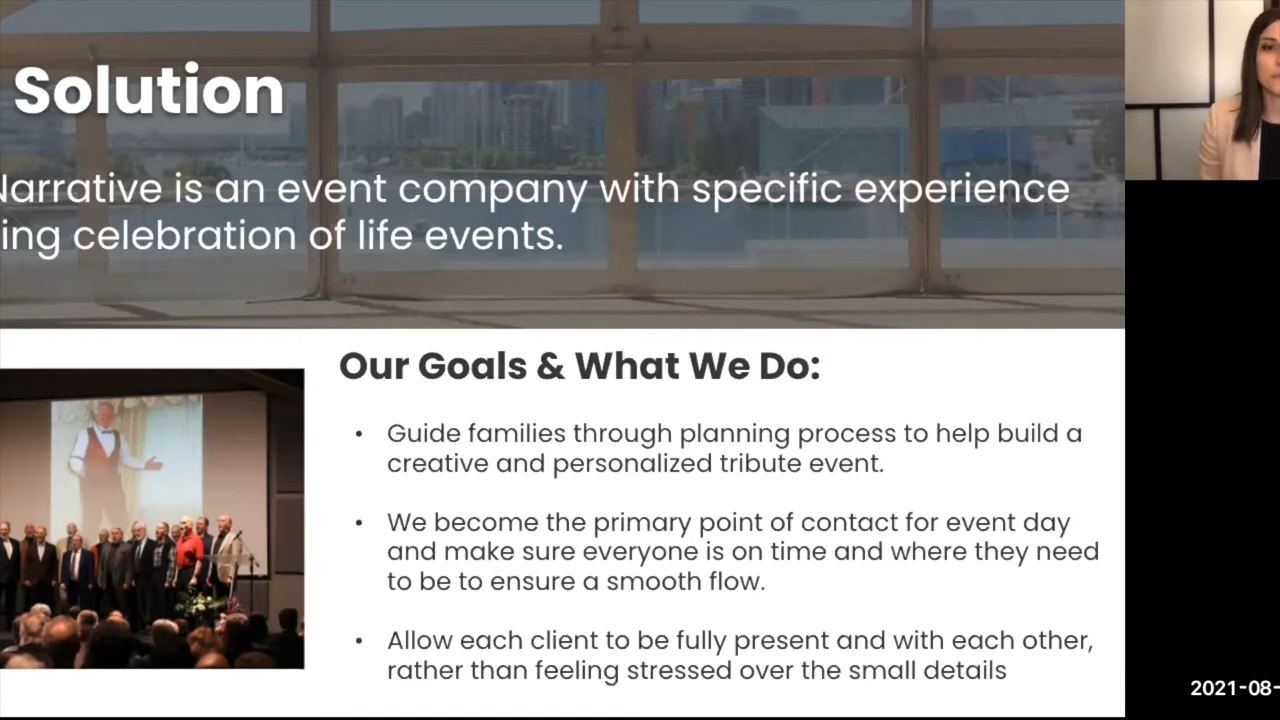 Solution
Narrative is an event company with specific experience
ing celebration of life events.
Our Goals & What We Do:
• Guide families through planning process to help build a
creative and personalized tribute event.
• We become the primary point of contact for event day
and make sure everyone is on time and where they need
to be to ensure a smooth flow.
• Allow each client to be fully present and with each other,
rather than feeling stressed over the small details
2021-08-